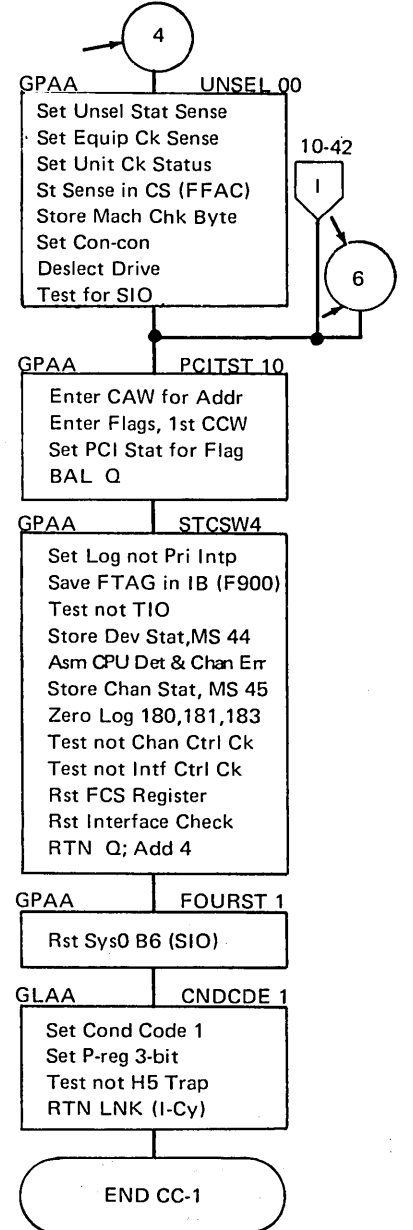 4
GPAA UNSEL 00
Set Unsel Stat Sense
Set Equip Ck Sense
Set Unit Ck Status
St Sense in CS (FFAC)
Store Mach Chk Byte
Set Con-con
Deslect Drive
Test for SIO
10-42
I
6
GPAA PCITST 10
Enter CAW for Addr
Enter Flags, 1st CCW
Set PCI Stat for Flag
BAL Q
GPAA STCSW4
Set Log not Pri Intp
Save FTAG in IB (F900)
Test not TIO
Store Dev Stat,MS 44
Asm CPU Det & Chan Err
Store Chan Stat, MS 45
Zero Log 180,181,183
Test not Chan Ctrl Ck
Test not Intf Ctrl Ck
Rst FCS Register
Rst Interface Check
RTN Q; Add 4
GPAA FOURST 1
Rst Sys0 B6 (SIO)
GLAA CNDCDE 1
Set Cond Code 1
Set P-reg 3-bit
Test not H5 Trap
RTN LNK (I-Cy)
END CC-1